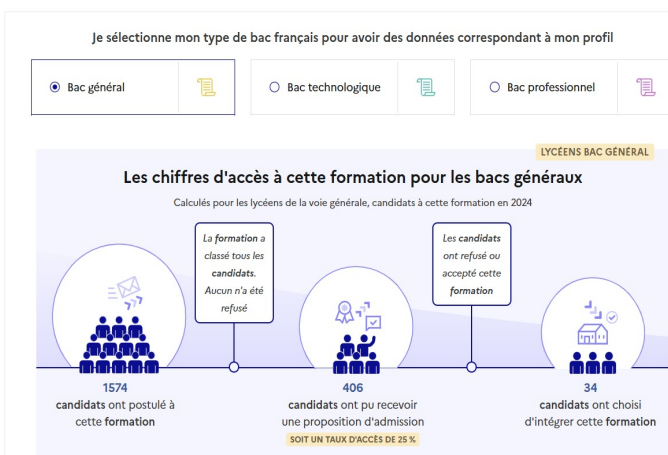 Je sélectionne mon type de bac français pour avoir des données correspondant à mon profil
Bac général
Bac technologique
Bac professionnel
LYCÉENS BAC GÉNÉRAL
Les chiffres d'accès à cette formation pour les bacs généraux
Calculés pour les lycéens de la voie générale, candidats à cette formation en 2024
La formation a
classé tous les
candidats.
Aucun n'a été
refusé
Les candidats
ont refusé ou
accepté cette
formation
1574
candidats ont postulé à
cette formation
406
candidats ont pu recevoir
une proposition d'admission
SOIT UN TAUX D'ACCÈS DE 25 %
34
candidats ont choisi
d'intégrer cette formation